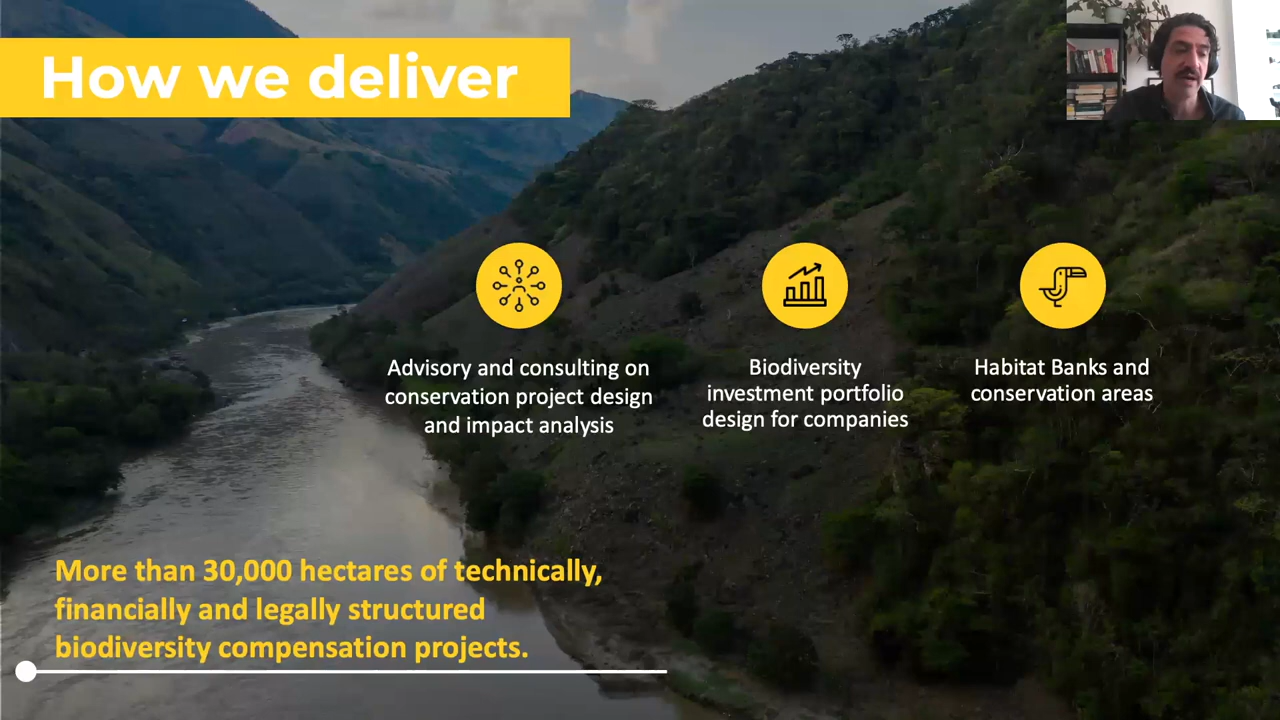 How we deliver
Advisory and consulting on
conservation project design
and impact analysis
Biodiversity
investment portfolio
design for companies
Habitat Banks and
conservation areas
More than 30,000 hectares of technically,
financially and legally structured
biodiversity compensation projects.